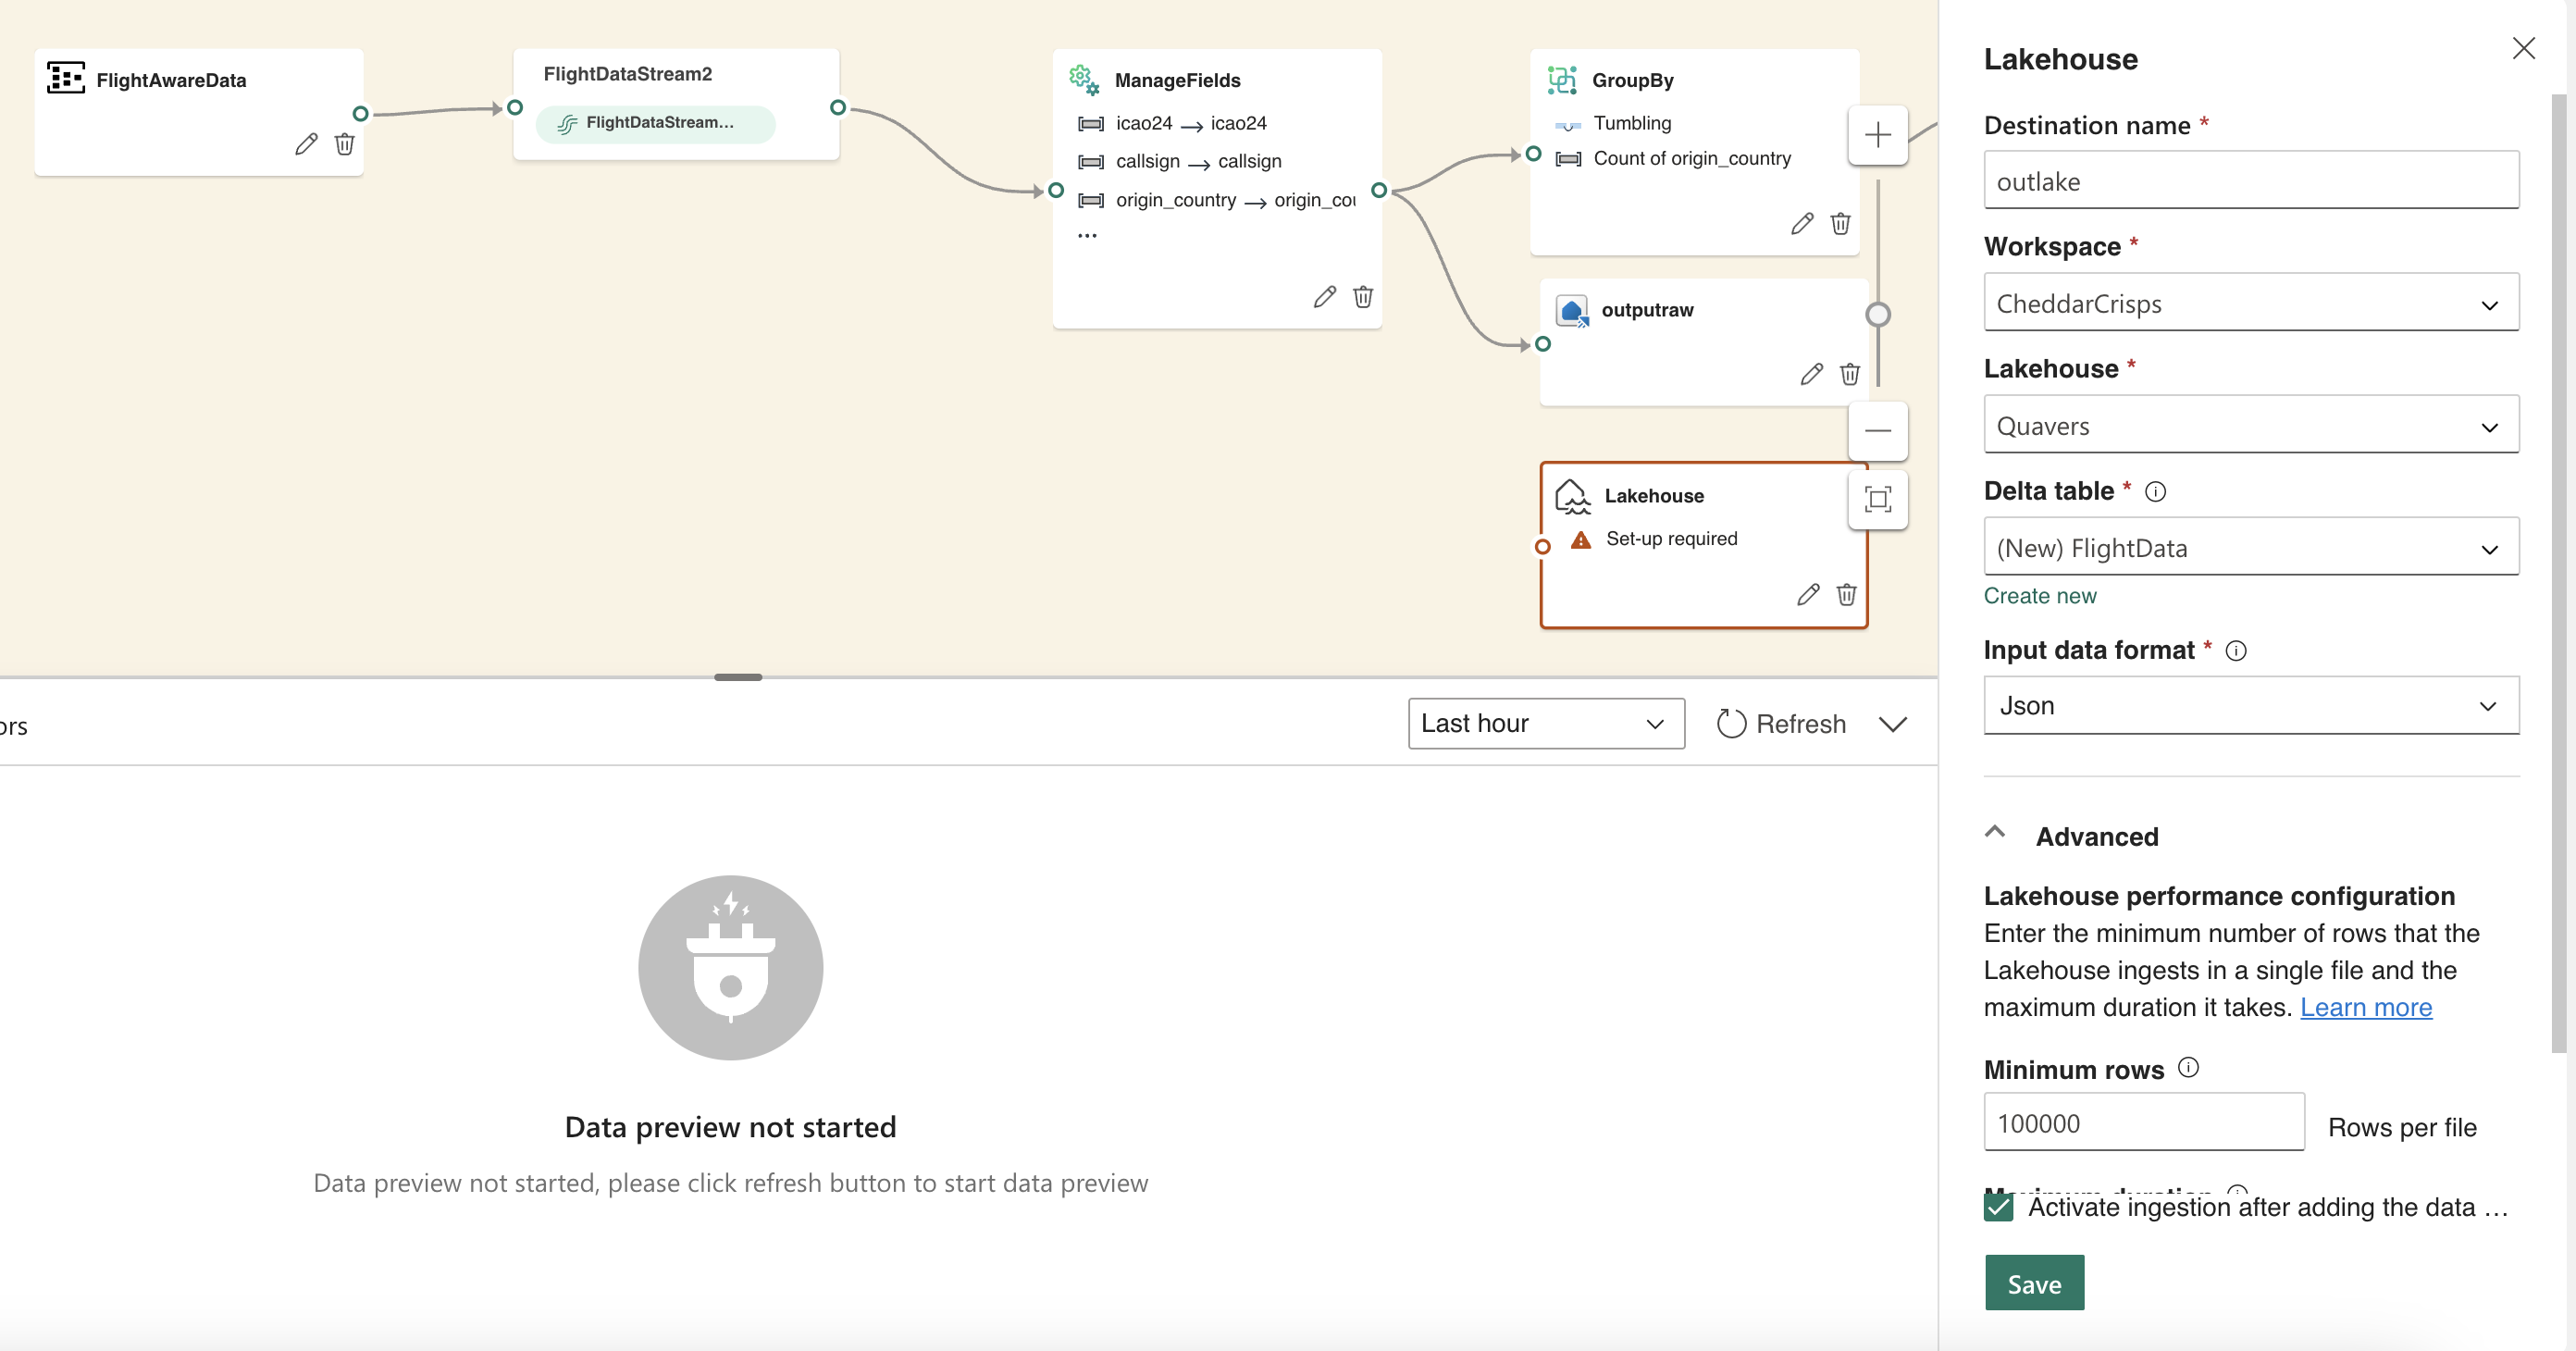 FlightAwareData
FlightDataStream2
FlightDataStream...
ManageFields
icao24 → icao24
callsign → callsign
origin_country → origin_cou
...
GroupBy
Tumbling
Count of origin_country
outputraw
Lakehouse
Set-up required
ors
Last hour
Refresh
Data preview not started
Data preview not started, please click refresh button to start data preview
Lakehouse
Destination name *
outlake
Workspace *
CheddarCrisps
Lakehouse *
Quavers
Delta table *
(New) FlightData
Create new
Input data format *
Json
Advanced
Lakehouse performance configuration
Enter the minimum number of rows that the
Lakehouse ingests in a single file and the
maximum duration it takes. Learn more
Minimum rows
100000
Rows per file
Maximum duration
Activate ingestion after adding the data ...
Save